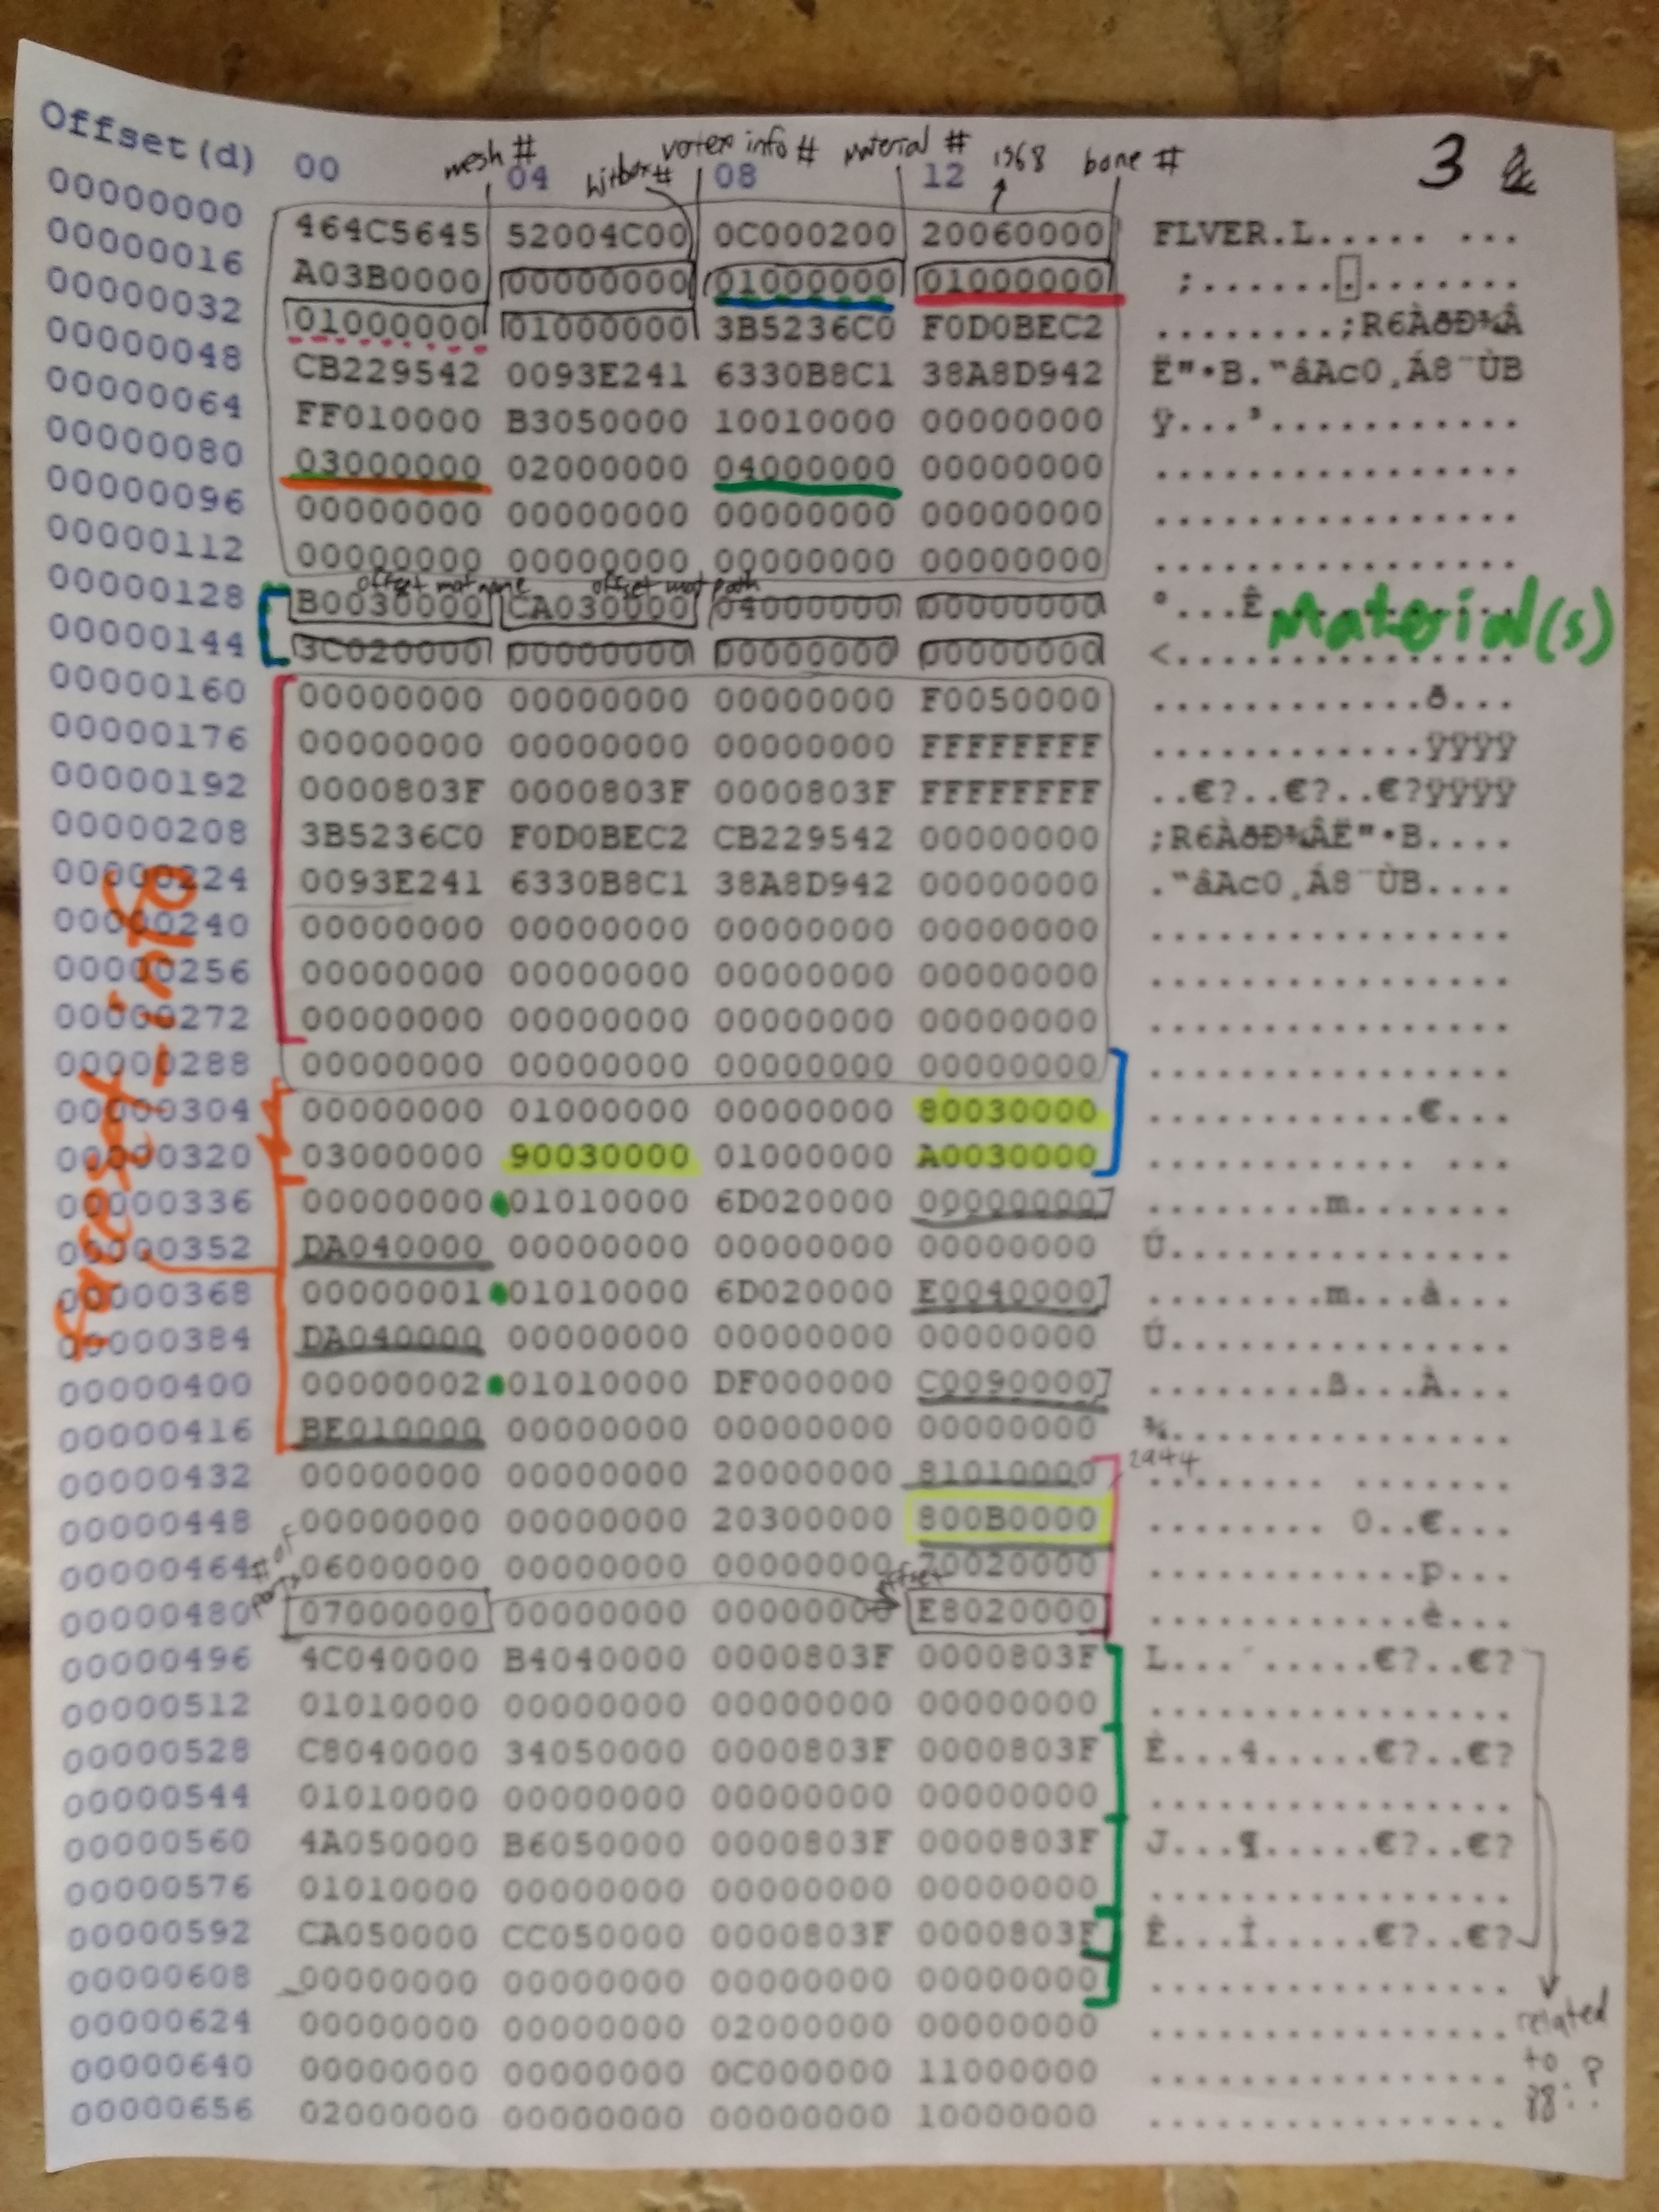 3
mesh # hitbox # vertex info # material # 1568 bone #
Offset(d) 00 04 08 12
00000000 464C5645 52004C00 0C000200 20060000 FLVER.L..... ...
00000016 A03B0000 00000000 01000000 01000000 ;..............
00000032 01000000 01000000 3B5236C0 F0D0BEC2 ........;R6ÀðÐ¾Â
00000048 CB229542 0093E241 6330B8C1 38A8D942 Ë"•B.“âAc0¸Á8¨ÙB
00000064 FF010000 B3050000 10010000 00000000 ÿ...³...........
00000080 03000000 02000000 04000000 00000000 ................
00000096 00000000 00000000 00000000 00000000 ................
00000112 00000000 00000000 00000000 00000000 ................
offset mat name offset mat path
00000128 B0030000 CA030000 04000000 00000000 °...Ê...........
Material(s)
00000144 3C020000 00000000 00000000 00000000 <...............
00000160 00000000 00000000 00000000 F0050000 ............ð...
00000176 00000000 00000000 00000000 FFFFFFFF ............ÿÿÿÿ
00000192 0000803F 0000803F 0000803F FFFFFFFF ..€?..€?..€?ÿÿÿÿ
00000208 3B5236C0 F0D0BEC2 CB229542 00000000 ;R6ÀðÐ¾ÂË"•B....
00000224 0093E241 6330B8C1 38A8D942 00000000 .“âAc0¸Á8¨ÙB....
00000240 00000000 00000000 00000000 00000000 ................
00000256 00000000 00000000 00000000 00000000 ................
00000272 00000000 00000000 00000000 00000000 ................
00000288 00000000 00000000 00000000 00000000 ................
00000304 00000000 01000000 00000000 80030000 ............€...
00000320 03000000 90030000 01000000 A0030000 ............ ...
faceset_info
00000336 00000000 01010000 6D020000 00000000 ........m.......
00000352 DA040000 00000000 00000000 00000000 Ú...............
00000368 00000001 01010000 6D020000 E0040000 ........m...à...
00000384 DA040000 00000000 00000000 00000000 Ú...............
00000400 00000002 01010000 DF000000 C0090000 ........ß...À...
00000416 BE010000 00000000 00000000 00000000 ¾...............
00000432 00000000 00000000 20000000 81010000 ........ .......
2944
00000448 00000000 00000000 20300000 800B0000 ........ 0..€...
00000464 06000000 00000000 00000000 70020000 ............p...
# of parts offset
00000480 07000000 00000000 00000000 E8020000 ............è...
00000496 4C040000 B4040000 0000803F 0000803F L...´.....€?..€?
00000512 01010000 00000000 00000000 00000000 ................
00000528 C8040000 34050000 0000803F 0000803F È...4.....€?..€?
00000544 01010000 00000000 00000000 00000000 ................
00000560 4A050000 B6050000 0000803F 0000803F J...¶.....€?..€?
00000576 01010000 00000000 00000000 00000000 ................
00000592 CA050000 CC050000 0000803F 0000803F Ê...Ì.....€?..€?
00000608 00000000 00000000 00000000 00000000 ................
00000624 00000000 00000000 02000000 00000000 ................
00000640 00000000 00000000 0C000000 11000000 ................
00000656 02000000 00000000 00000000 10000000 ................
related
to
88: ?